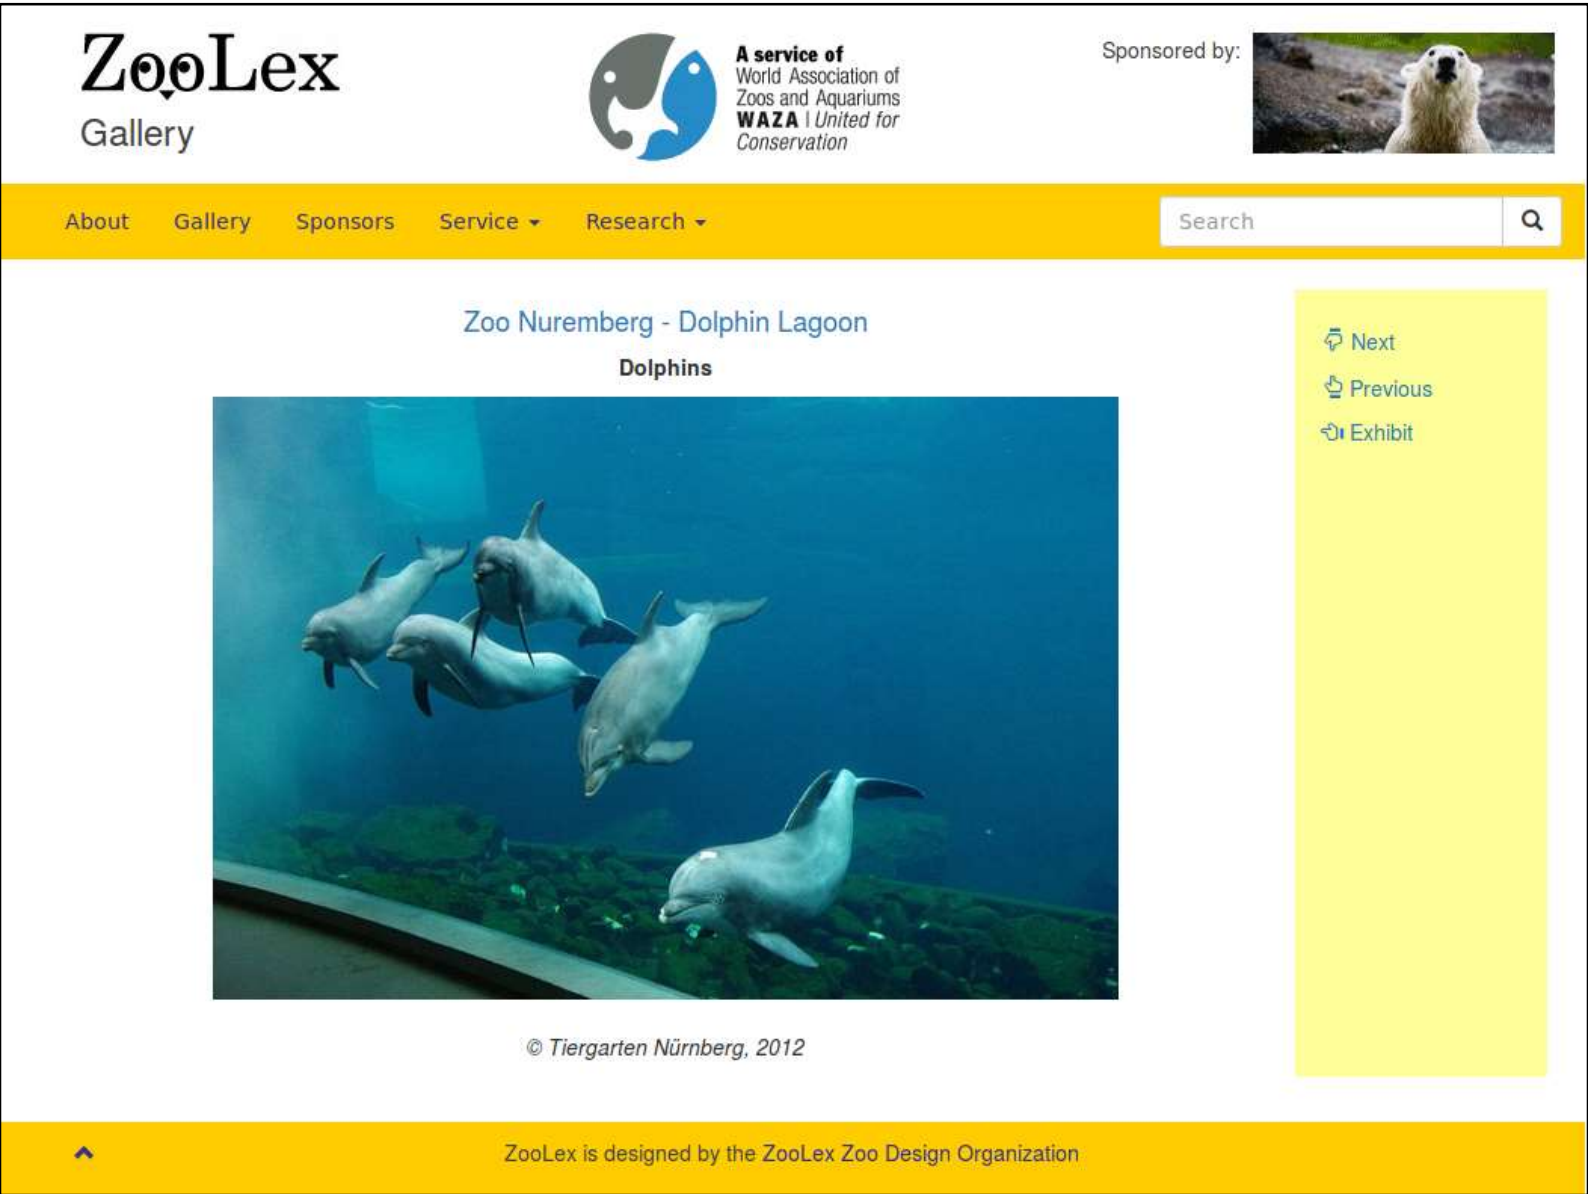 ZooLex
Gallery
A service of
World Association of
Zoos and Aquariums
WAZA | United for
Conservation
Sponsored by:
About Gallery Sponsors Service Research Search
Zoo Nuremberg - Dolphin Lagoon
Dolphins
Next
Previous
Exhibit
© Tiergarten Nürnberg, 2012
ZooLex is designed by the ZooLex Zoo Design Organization